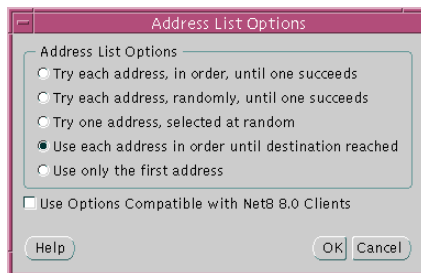 Address List Options
Address List Options
Try each address, in order, until one succeeds
Try each address, randomly, until one succeeds
Try one address, selected at random
Use each address in order until destination reached
Use only the first address
Use Options Compatible with Net8 8.0 Clients
Help OK Cancel